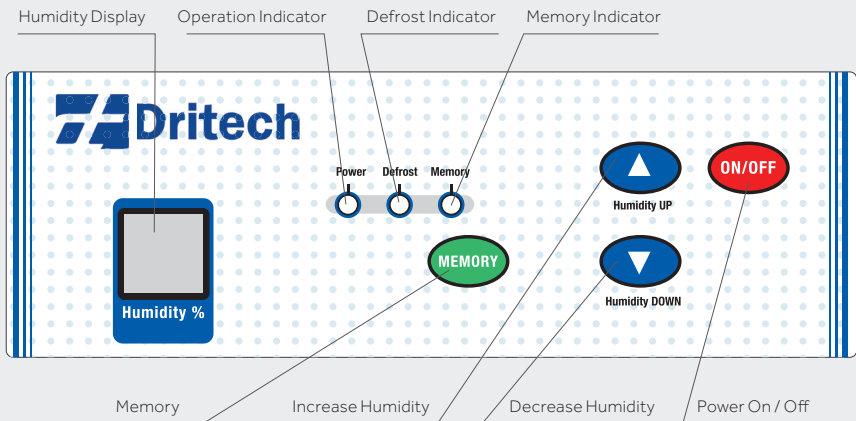 Humidity Display
Operation Indicator
Defrost Indicator
Memory Indicator
Dritech
Power Defrost Memory
ON/OFF
Humidity UP
MEMORY
Humidity DOWN
Humidity %
Memory
Increase Humidity
Decrease Humidity
Power On / Off